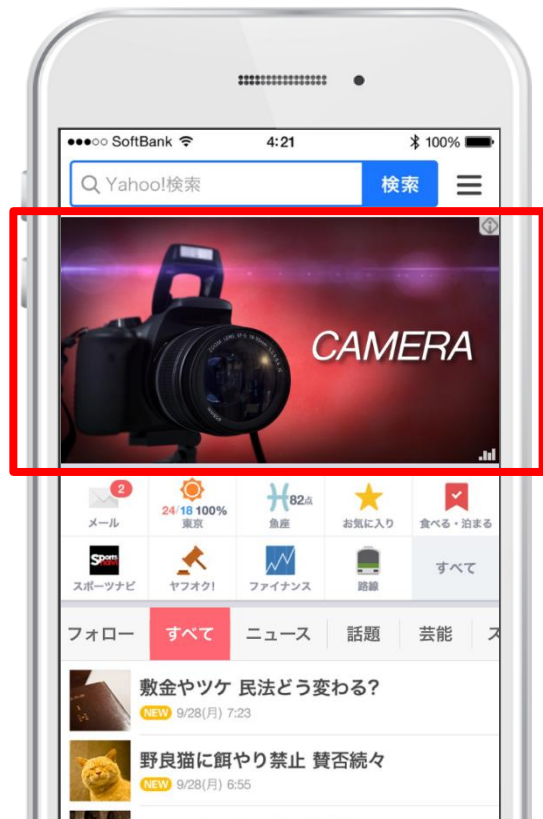 ●●●○○ SoftBank 4:21 100%
Yahoo!検索 検索
CAMERA
2
24/18 100% 82点
メール 東京 魚座 お気に入り 食べる・泊まる
Sports navi
スポーツナビ ヤフオク! ファイナンス 路線 すべて
フォロー すべて ニュース 話題 芸能 ス
敷金やツケ 民法どう変わる?
NEW 9/28(月) 7:23
野良猫に餌やり禁止 賛否続々
NEW 9/28(月) 6:55